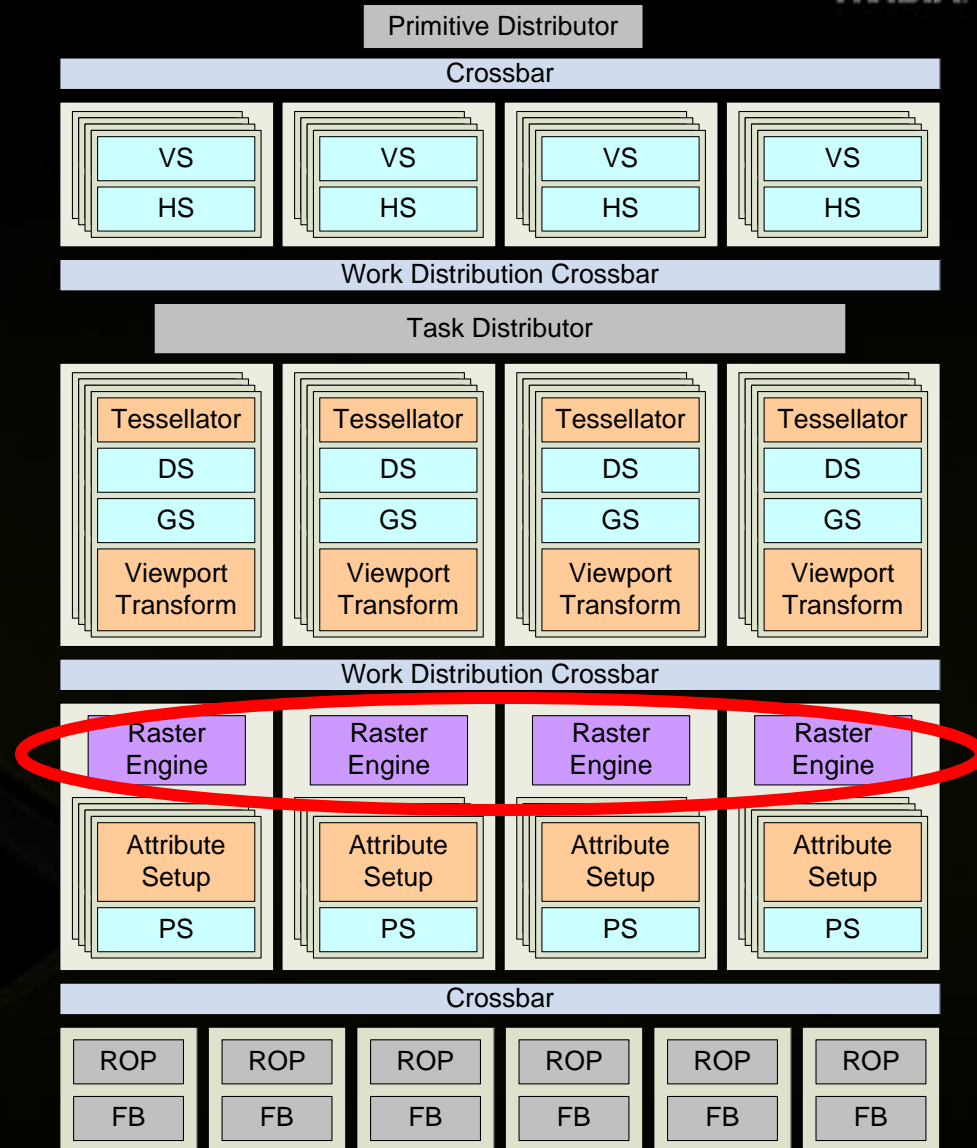 Primitive Distributor
Crossbar
VS VS VS VS
HS HS HS HS
Work Distribution Crossbar
Task Distributor
Tessellator Tessellator Tessellator Tessellator
DS DS DS DS
GS GS GS GS
Viewport Viewport Viewport Viewport
Transform Transform Transform Transform
Work Distribution Crossbar
Raster Raster Raster Raster
Engine Engine Engine Engine
Attribute Attribute Attribute Attribute
Setup Setup Setup Setup
PS PS PS PS
Crossbar
ROP ROP ROP ROP ROP ROP
FB FB FB FB FB FB